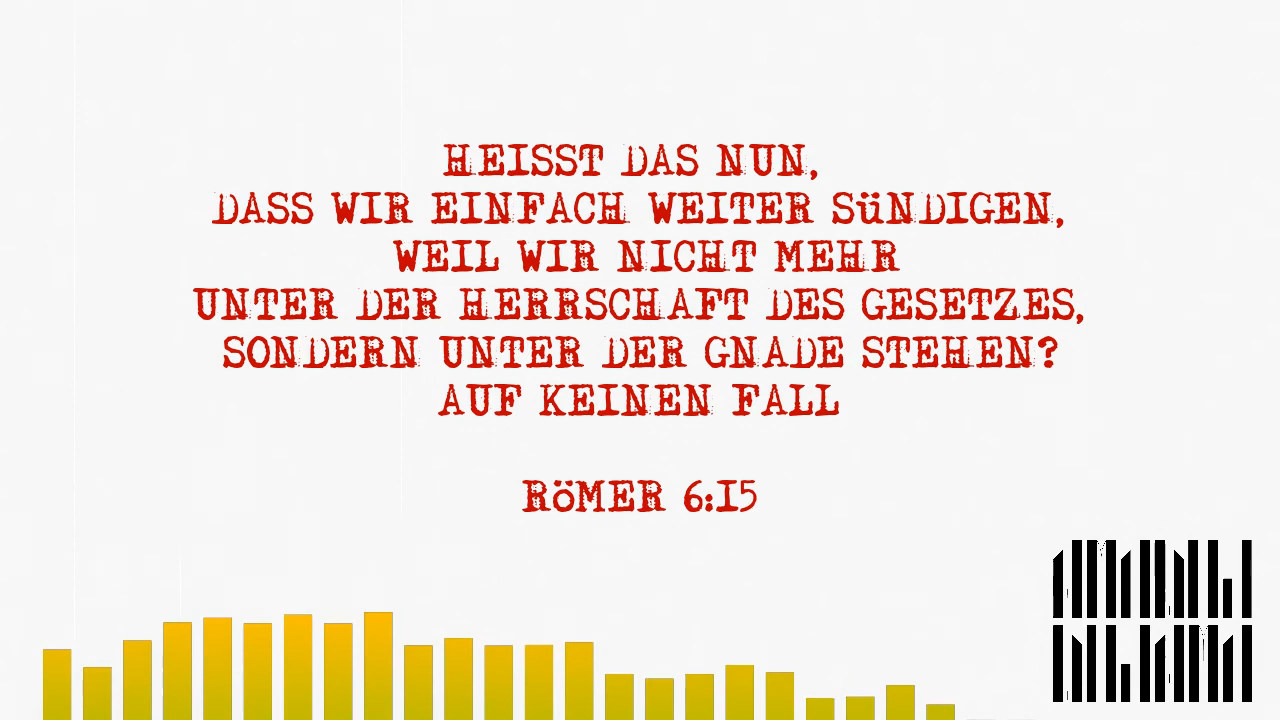 HEISST DAS NUN,
DASS WIR EINFACH WEITER SüNDIGEN,
WEIL WIR NICHT MEHR
UNTER DER HERRSCHAFT DES GESETZES,
SONDERN UNTER DER GNADE STEHEN?
AUF KEINEN FALL
RöMER 6:15